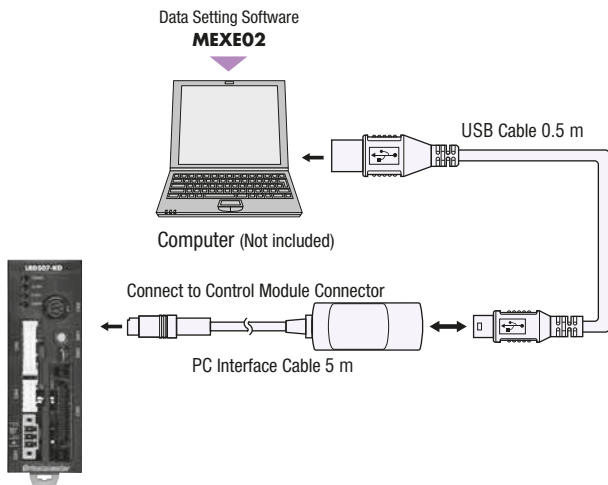 Data Setting Software
MEXE02
USB Cable 0.5 m
Computer (Not included)
Connect to Control Module Connector
PC Interface Cable 5 m